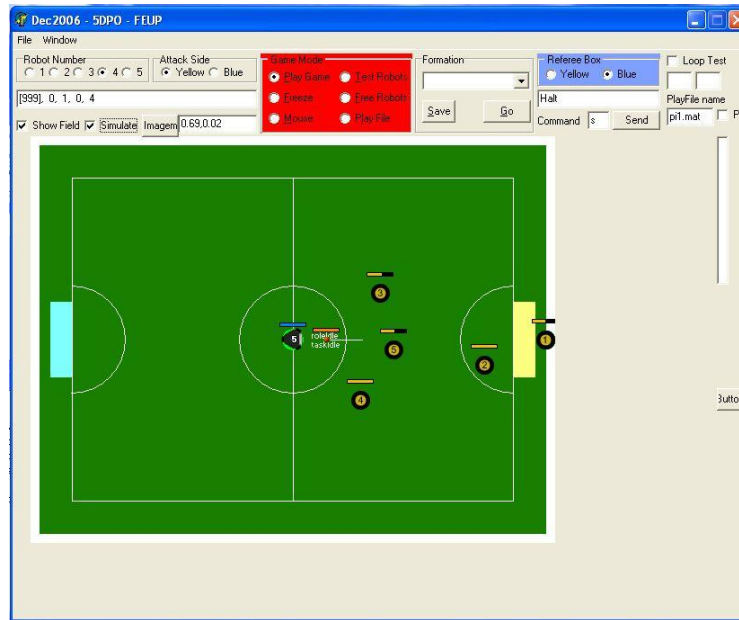 Dec2006 - 5DPO - FEUP
File Window
Robot Number
1 2 3 4 5
Attack Side
Yellow Blue
Game Mode
Play Game Test Robots
Freeze Free Robots
Mouse Play File
Formation
Save Go
Referee Box
Yellow Blue
Halt
Command s Send
Loop Test
PlayFile name
pi1.mat P
[999], 0, 1, 0, 4
Show Field Simulate Imagem 0.69,0.02
3
1
5 roleIdle
taskIdle
5
2
4
Butto